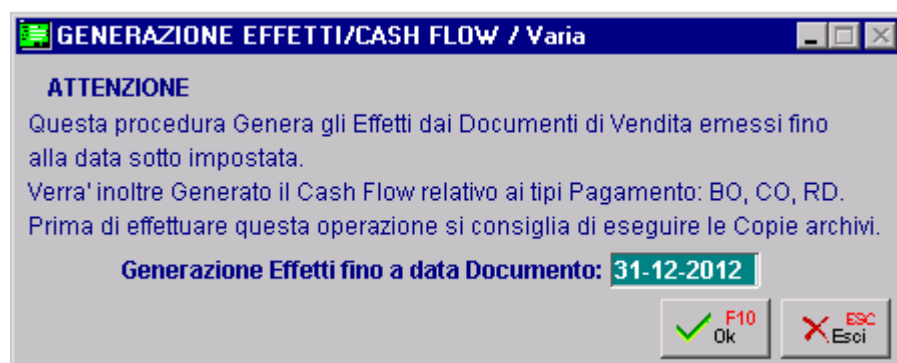 GENERAZIONE EFFETTI/CASH FLOW / Varia
ATTENZIONE
Questa procedura Genera gli Effetti dai Documenti di Vendita emessi fino
alla data sotto impostata.
Verra' inoltre Generato il Cash Flow relativo ai tipi Pagamento: BO, CO, RD.
Prima di effettuare questa operazione si consiglia di eseguire le Copie archivi.
Generazione Effetti fino a data Documento: 31-12-2012
F10
Ok
ESC
Esci